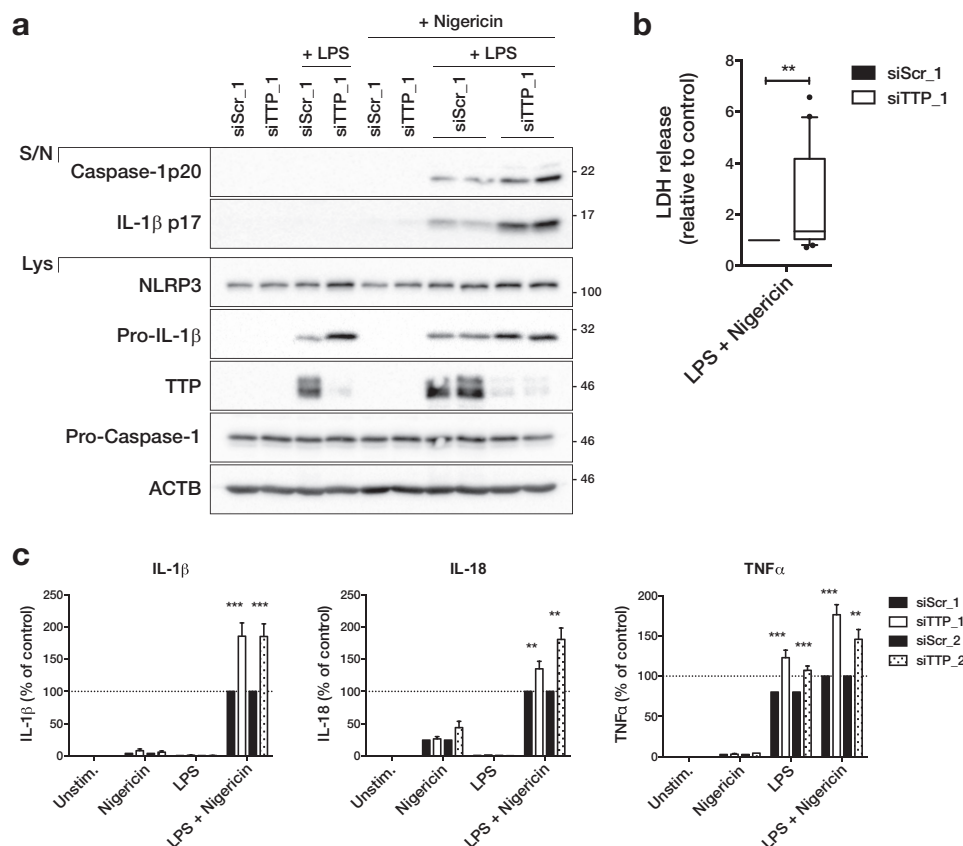 a
+ Nigericin
+ LPS
+ LPS
siScr_1
siTTP_1
siScr_1
siTTP_1
siScr_1
siTTP_1
siScr_1
siTTP_1
S/N
Caspase-1p20
22
IL-1β p17
17
Lys
NLRP3
100
Pro-IL-1β
32
TTP
46
Pro-Caspase-1
46
ACTB
46
b
LDH release
(relative to control)
8
6
4
2
0
**
LPS + Nigericin
siScr_1
siTTP_1
c
IL-1β
IL-1β (% of control)
250
200
150
100
50
0
***
***
Unstim.
Nigericin
LPS
LPS + Nigericin
IL-18
IL-18 (% of control)
250
200
150
100
50
0
**
**
Unstim.
Nigericin
LPS
LPS + Nigericin
TNFα
TNFα (% of control)
200
150
100
50
0
***
***
***
**
Unstim.
Nigericin
LPS
LPS + Nigericin
siScr_1
siTTP_1
siScr_2
siTTP_2